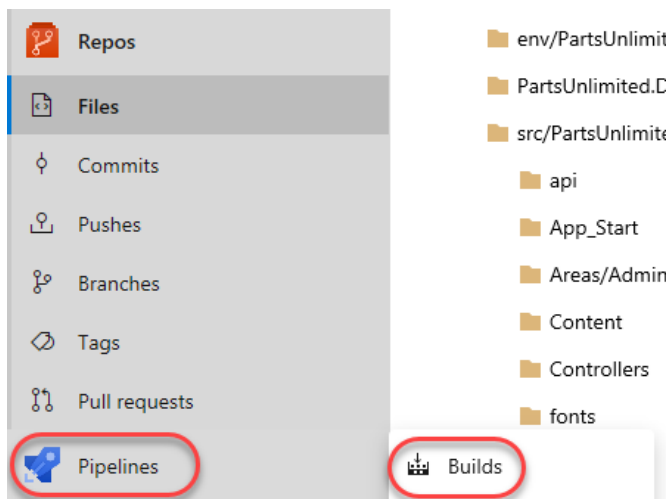 Repos
Files
Commits
Pushes
Branches
Tags
Pull requests
Pipelines
env/PartsUnlimit
PartsUnlimited.D
src/PartsUnlimite
api
App_Start
Areas/Admin
Content
Controllers
fonts
Builds